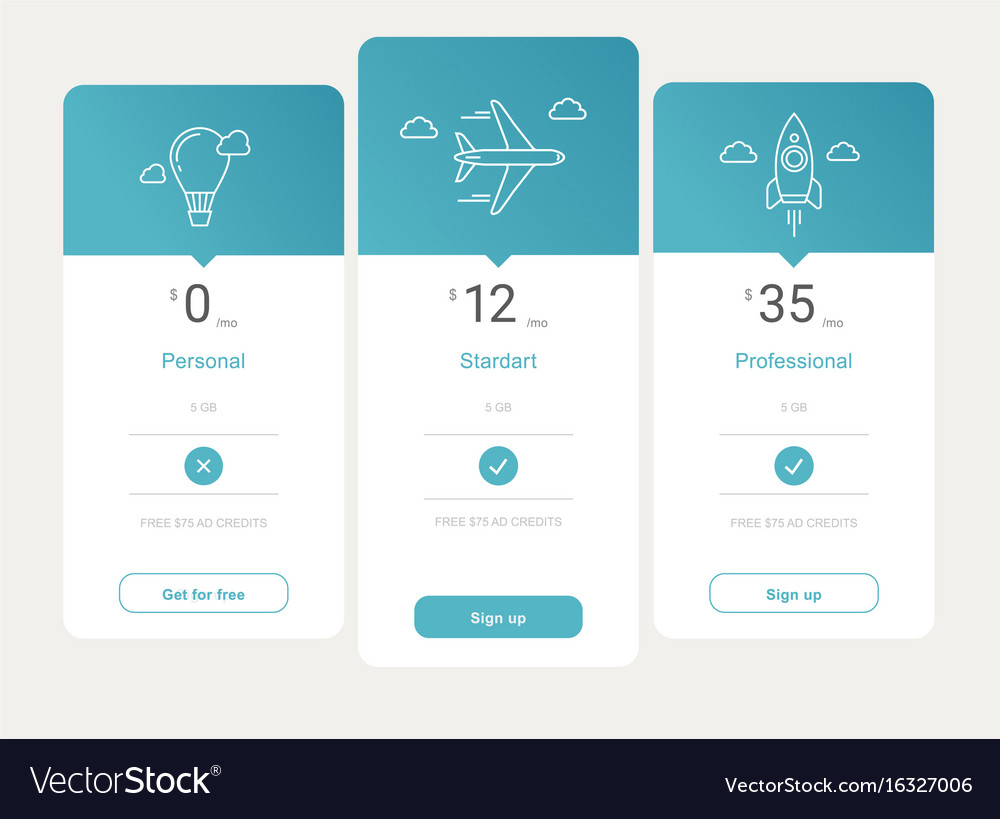 $ 0 /mo
Personal
5 GB
FREE $75 AD CREDITS
Get for free
$ 12 /mo
Stardart
5 GB
FREE $75 AD CREDITS
Sign up
$ 35 /mo
Professional
5 GB
FREE $75 AD CREDITS
Sign up
VectorStock®
VectorStock.com/16327006